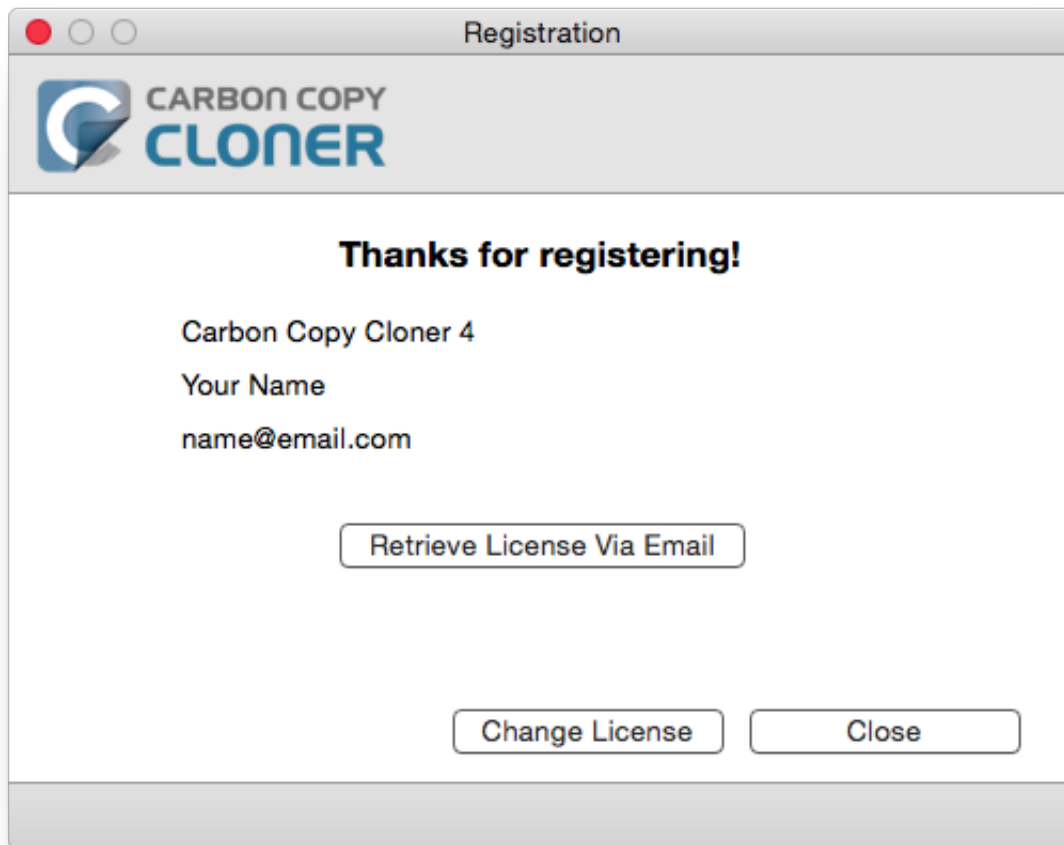 Registration
CARBON COPY
CLONER
Thanks for registering!
Carbon Copy Cloner 4
Your Name
name@email.com
Retrieve License Via Email
Change License
Close